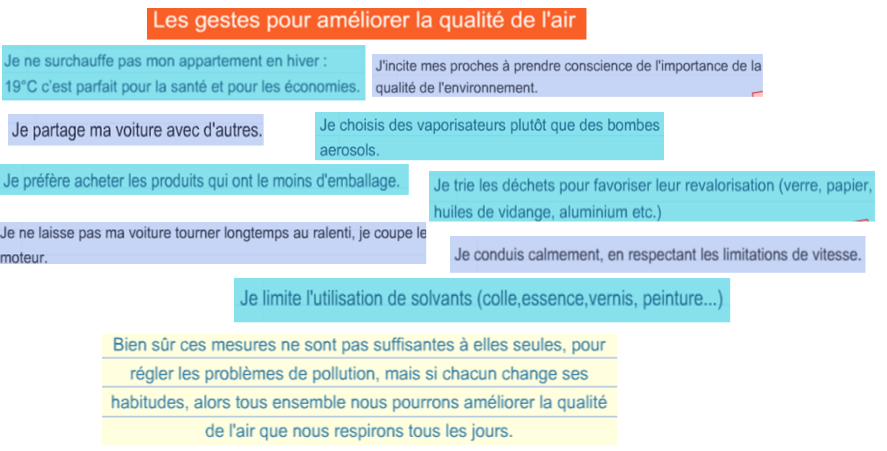 Les gestes pour améliorer la qualité de l'air
Je ne surchauffe pas mon appartement en hiver :
19°C c'est parfait pour la santé et pour les économies.
J'incite mes proches à prendre conscience de l'importance de la
qualité de l'environnement.
Je partage ma voiture avec d'autres.
Je choisis des vaporisateurs plutôt que des bombes
aerosols.
Je préfère acheter les produits qui ont le moins d'emballage.
Je trie les déchets pour favoriser leur revalorisation (verre, papier,
huiles de vidange, aluminium etc.)
Je ne laisse pas ma voiture tourner longtemps au ralenti, je coupe le
moteur.
Je conduis calmement, en respectant les limitations de vitesse.
Je limite l'utilisation de solvants (colle,essence,vernis, peinture...)
Bien sûr ces mesures ne sont pas suffisantes à elles seules, pour
régler les problèmes de pollution, mais si chacun change ses
habitudes, alors tous ensemble nous pourrons améliorer la qualité
de l'air que nous respirons tous les jours.